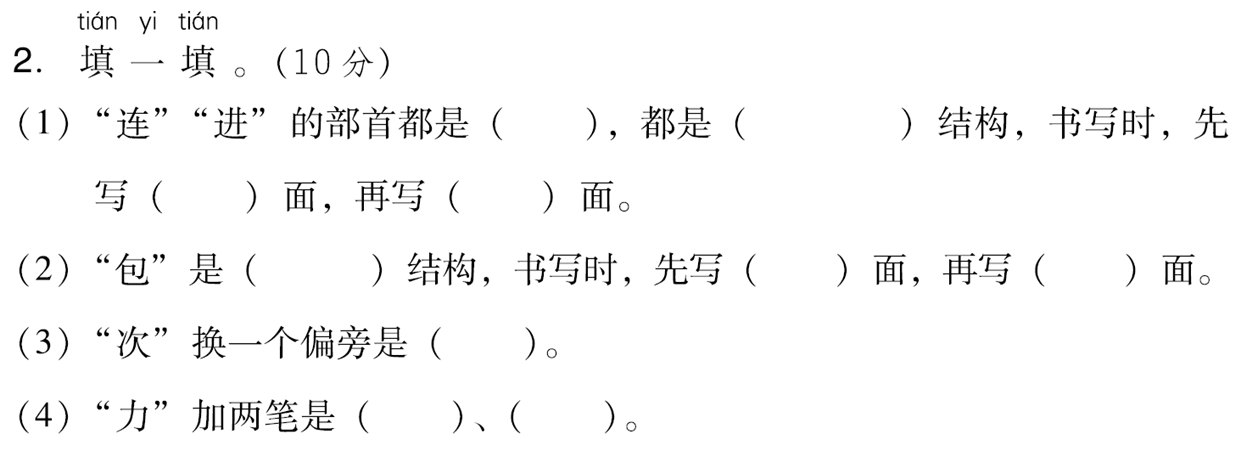 tián yi tián
2. 填一填。(10分)
(1)“连”“进”的部首都是（    ），都是（        ）结构，书写时，先
写（    ）面，再写（    ）面。
(2)“包”是（      ）结构，书写时，先写（    ）面，再写（    ）面。
(3)“次”换一个偏旁是（    ）。
(4)“力”加两笔是（    ）、（    ）。